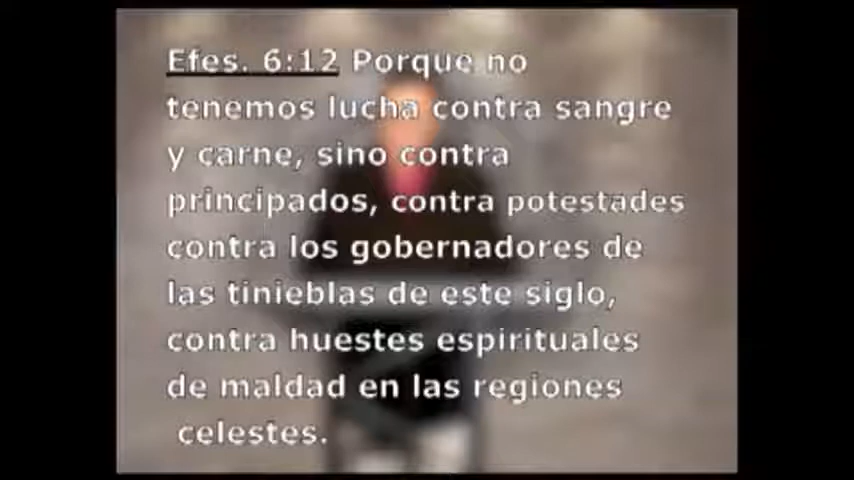 Efes. 6:12 Porque no
tenemos lucha contra sangre
y carne, sino contra
principados, contra potestades
contra los gobernadores de
las tinieblas de este siglo,
contra huestes espirituales
de maldad en las regiones
celestes.